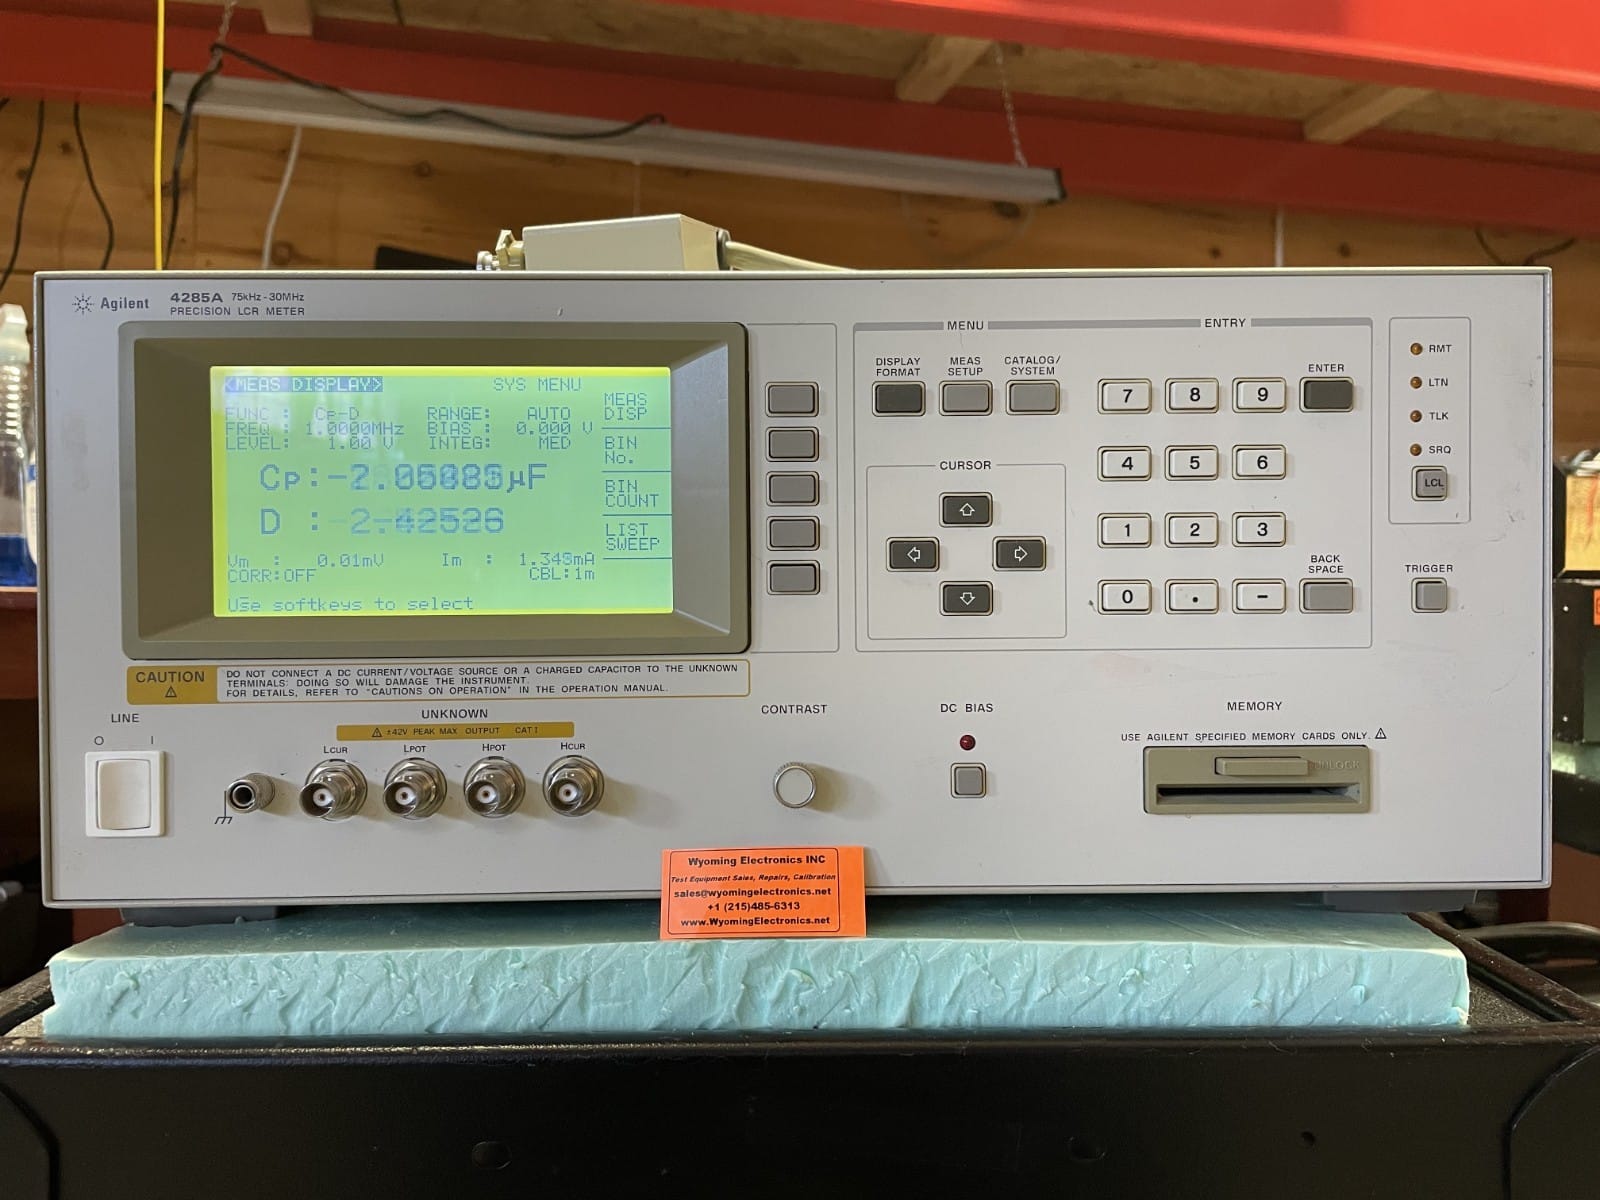 Agilent 4285A 75kHz - 30MHz
PRECISION LCR METER
<MEAS DISPLAY> SYS MENU
FUNC : Cp-D RANGE: AUTO
FREQ : 1.0000MHz BIAS : 0.000 V
LEVEL: 1.00 V INTEG: MED
Cp: µF
D :
Vm : 0.01mV Im : mA
CORR:OFF CBL:1m
Use softkeys to select
MEAS
DISP
BIN
No.
BIN
COUNT
LIST
SWEEP
MENU
ENTRY
DISPLAY
FORMAT
MEAS
SETUP
CATALOG/
SYSTEM
ENTER
7 8 9
4 5 6
1 2 3
0 . -
CURSOR
BACK
SPACE
RMT
LTN
TLK
SRQ
LCL
TRIGGER
CAUTION
DO NOT CONNECT A DC CURRENT/VOLTAGE SOURCE OR A CHARGED CAPACITOR TO THE UNKNOWN
TERMINALS: DOING SO WILL DAMAGE THE INSTRUMENT.
FOR DETAILS, REFER TO "CAUTIONS ON OPERATION" IN THE OPERATION MANUAL.
LINE
O I
UNKNOWN
±42V PEAK MAX OUTPUT CAT I
LCUR LPOT HPOT HCUR
CONTRAST
DC BIAS
MEMORY
USE AGILENT SPECIFIED MEMORY CARDS ONLY.
UNLOCK
Wyoming Electronics INC
Test Equipment Sales, Repairs, Calibration
sales@wyomingelectronics.net
+1 (215)485-6313
www.WyomingElectronics.net